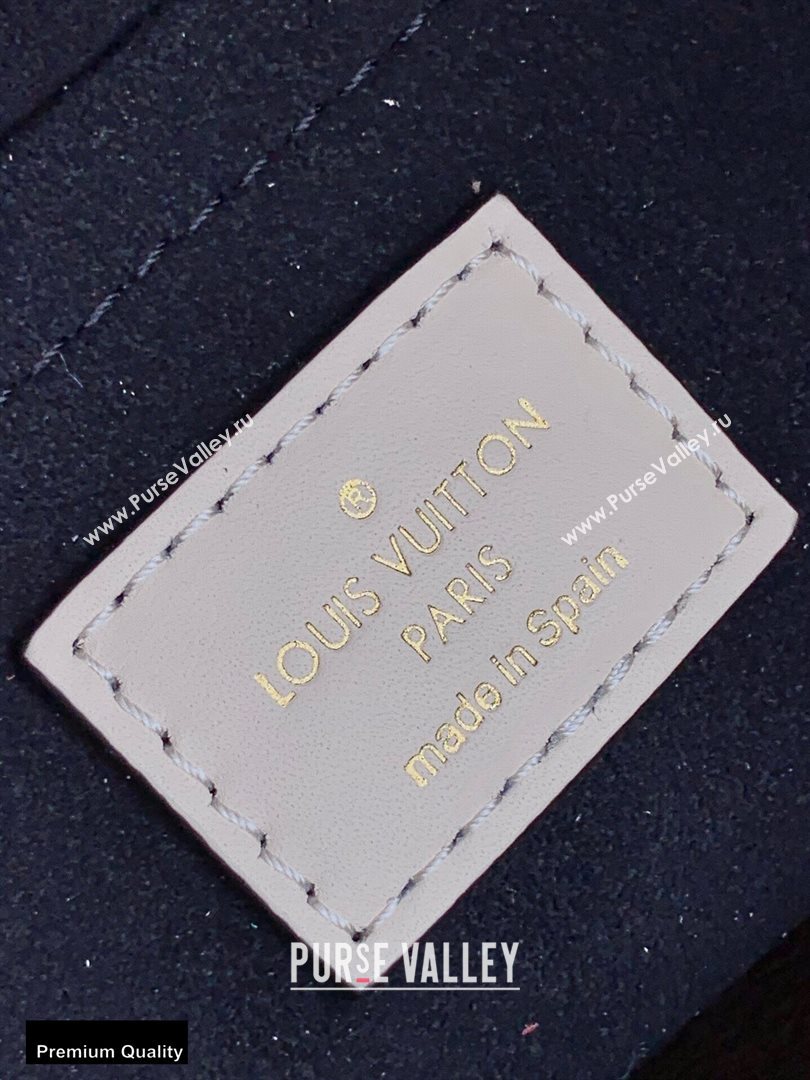 ®
LOUIS VUITTON
PARIS
made in Spain
www.PurseValley.ru
www.PurseValley.ru
PURSE VALLEY
Premium Quality